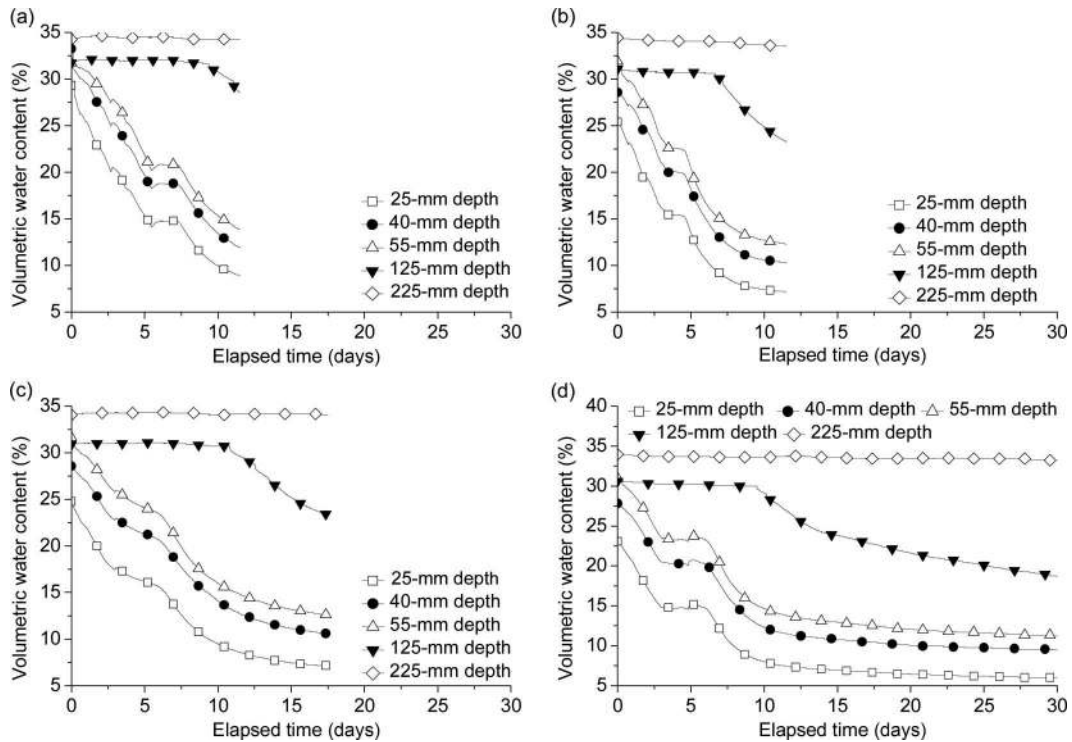 (a)
35
30
25
20
15
10
5
0 5 10 15 20 25 30
Volumetric water content (%)
Elapsed time (days)
25-mm depth
40-mm depth
55-mm depth
125-mm depth
225-mm depth
(b)
35
30
25
20
15
10
5
0 5 10 15 20 25 30
Volumetric water content (%)
Elapsed time (days)
25-mm depth
40-mm depth
55-mm depth
125-mm depth
225-mm depth
(c)
35
30
25
20
15
10
5
0 5 10 15 20 25 30
Volumetric water content (%)
Elapsed time (days)
25-mm depth
40-mm depth
55-mm depth
125-mm depth
225-mm depth
(d)
40
35
30
25
20
15
10
5
0 5 10 15 20 25 30
Volumetric water content (%)
Elapsed time (days)
25-mm depth 40-mm depth 55-mm depth
125-mm depth 225-mm depth